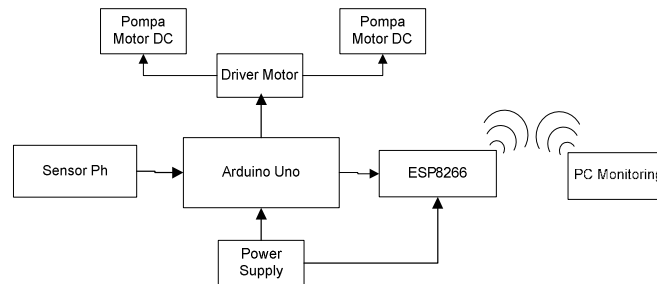 Pompa
Motor DC
Pompa
Motor DC
Driver Motor
Sensor Ph
Arduino Uno
ESP8266
PC Monitoring
Power
Supply